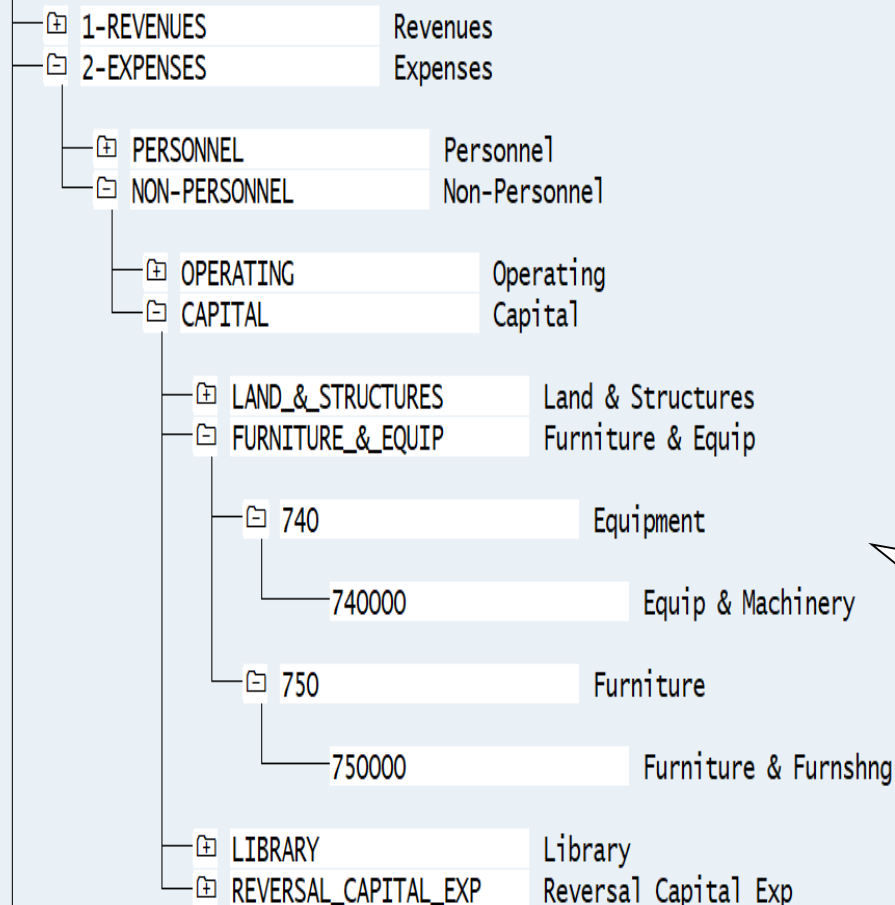 1-REVENUES Revenues
2-EXPENSES Expenses
PERSONNEL Personnel
NON-PERSONNEL Non-Personnel
OPERATING Operating
CAPITAL Capital
LAND_&_STRUCTURES Land & Structures
FURNITURE_&_EQUIP Furniture & Equip
740 Equipment
740000 Equip & Machinery
750 Furniture
750000 Furniture & Furnshng
LIBRARY Library
REVERSAL_CAPITAL_EXP Reversal Capital Exp